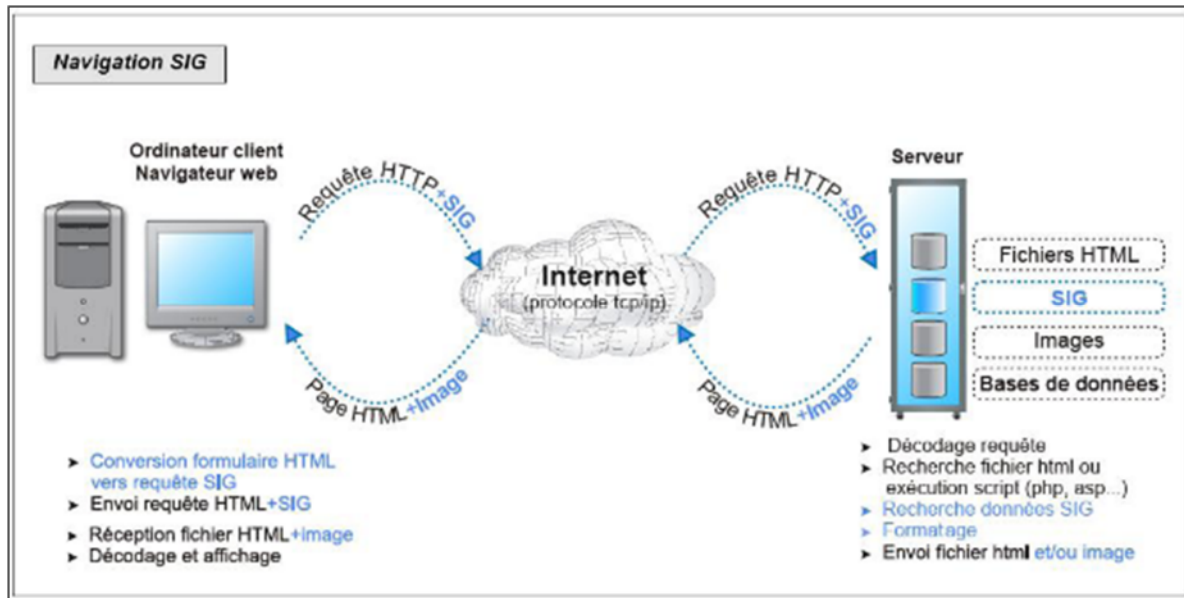 Navigation SIG
Ordinateur client
Navigateur web
Requête HTTP+SIG
Page HTML+Image
Internet
(protocole tcp/ip)
Requête HTTP+SIG
Page HTML+Image
Serveur
Fichiers HTML
SIG
Images
Bases de données
➤ Conversion formulaire HTML
vers requête SIG
➤ Envoi requête HTML+SIG
➤ Réception fichier HTML+image
➤ Décodage et affichage
➤ Décodage requête
➤ Recherche fichier html ou
exécution script (php, asp...)
➤ Recherche données SIG
➤ Formatage
➤ Envoi fichier html et/ou image